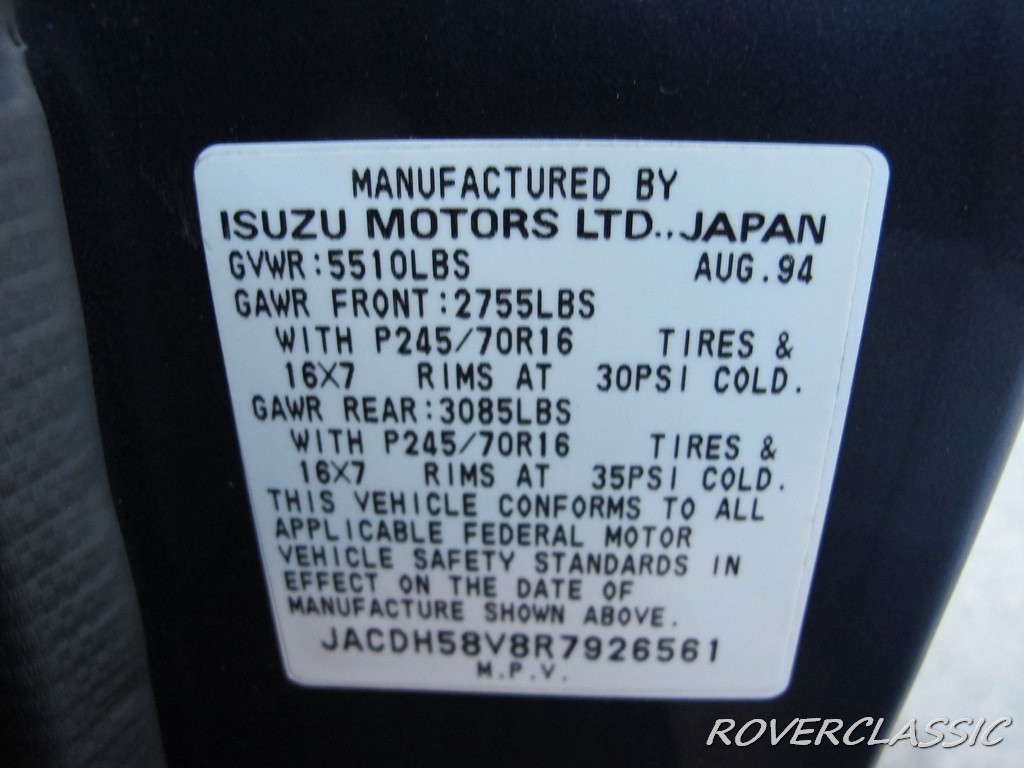 MANUFACTURED BY
ISUZU MOTORS LTD., JAPAN
GVWR:5510LBS AUG.94
GAWR FRONT:2755LBS
WITH P245/70R16 TIRES &
16X7 RIMS AT 30PSI COLD.
GAWR REAR:3085LBS
WITH P245/70R16 TIRES &
16X7 RIMS AT 35PSI COLD.
THIS VEHICLE CONFORMS TO ALL
APPLICABLE FEDERAL MOTOR
VEHICLE SAFETY STANDARDS IN
EFFECT ON THE DATE OF
MANUFACTURE SHOWN ABOVE.
JACDH58V8R7926561
M.P.V.
ROVERCLASSIC